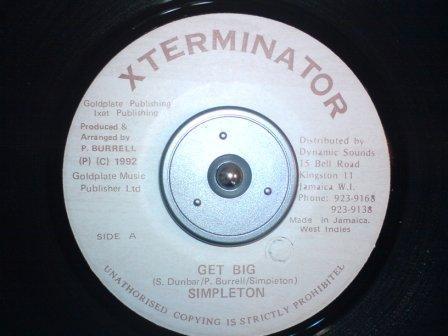 XTERMINATOR
Goldplate Publishing
Ixat Publishing
Produced &
Arranged by
P. BURRELL
(P) (C) 1992
Goldplate Music
Publisher Ltd
SIDE A
Distributed by
Dynamic Sounds
15 Bell Road
Kingston 11
Jamaica W.I.
Phone: 923-9168
923-9138
Made in Jamaica.
West Indies
GET BIG
(S. Dunbar/P. Burrell/Simpleton)
SIMPLETON
UNATHORISED COPYING IS STRICTLY PROHIBITEL